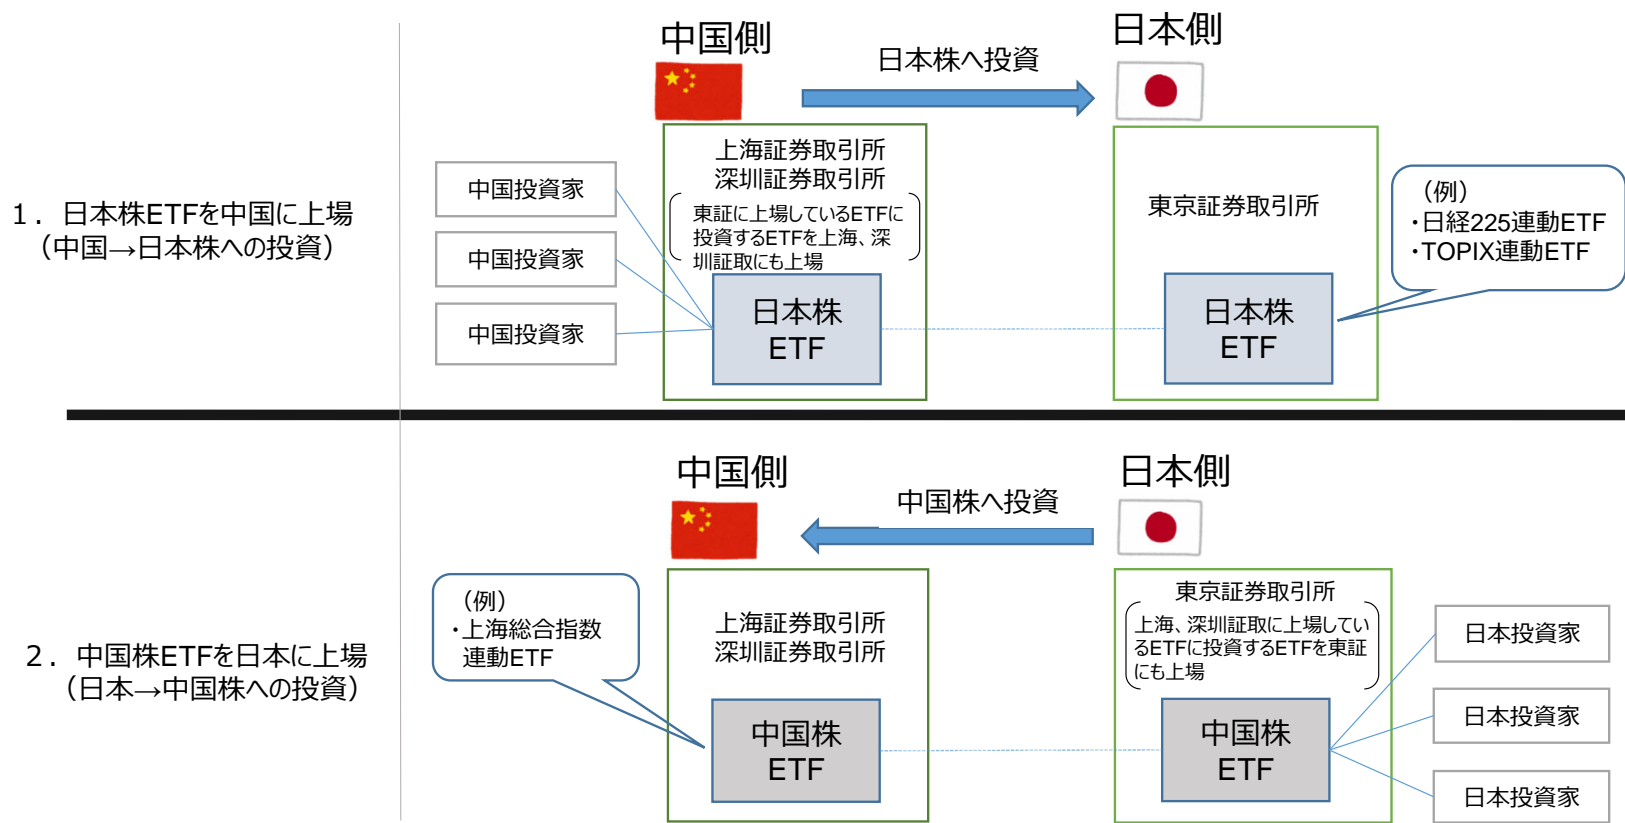 中国側
日本側
日本株へ投資
1．日本株ETFを中国に上場
（中国→日本株への投資）
中国投資家
中国投資家
中国投資家
上海証券取引所
深圳証券取引所
東証に上場しているETFに
投資するETFを上海、深
圳証取にも上場
日本株
ETF
東京証券取引所
日本株
ETF
（例）
・日経225連動ETF
・TOPIX連動ETF
中国側
日本側
中国株へ投資
2．中国株ETFを日本に上場
（日本→中国株への投資）
（例）
・上海総合指数
連動ETF
上海証券取引所
深圳証券取引所
中国株
ETF
東京証券取引所
上海、深圳証取に上場してい
るETFに投資するETFを東証
にも上場
中国株
ETF
日本投資家
日本投資家
日本投資家